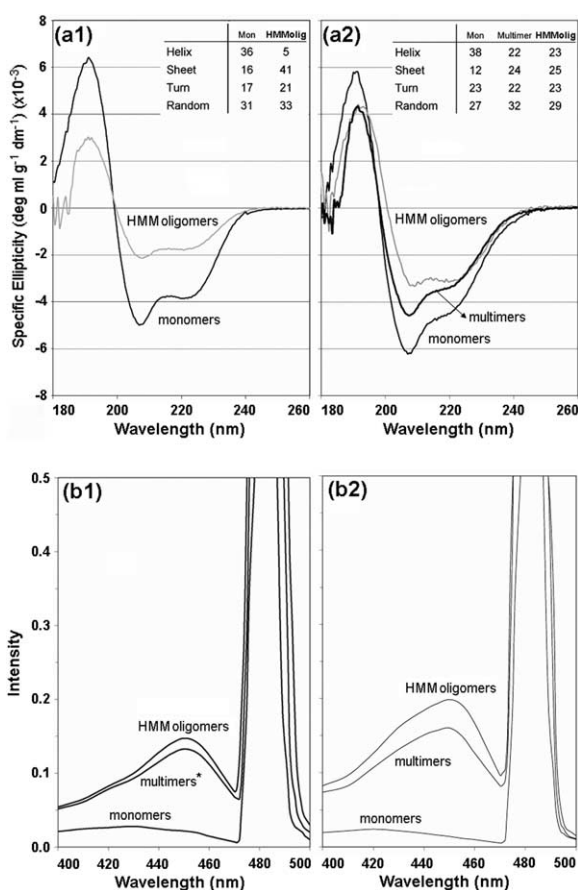 (a1)
Mon HMMolig
Helix 36 5
Sheet 16 41
Turn 17 21
Random 31 33
(a2)
Mon Multimer HMMolig
Helix 38 22 23
Sheet 12 24 25
Turn 23 22 23
Random 27 32 29
Specific Ellipticity (deg ml g⁻¹ dm⁻¹) (x10⁻³)
8
6
4
2
0
-2
-4
-6
-8
HMM oligomers
monomers
HMM oligomers
multimers
monomers
180 200 220 240 260
180 200 220 240 260
Wavelength (nm)
Wavelength (nm)
(b1)
(b2)
Intensity
0.5
0.4
0.3
0.2
0.1
0.0
HMM oligomers
multimers*
monomers
HMM oligomers
multimers
monomers
400 420 440 460 480 500
400 420 440 460 480 500
Wavelength (nm)
Wavelength (nm)